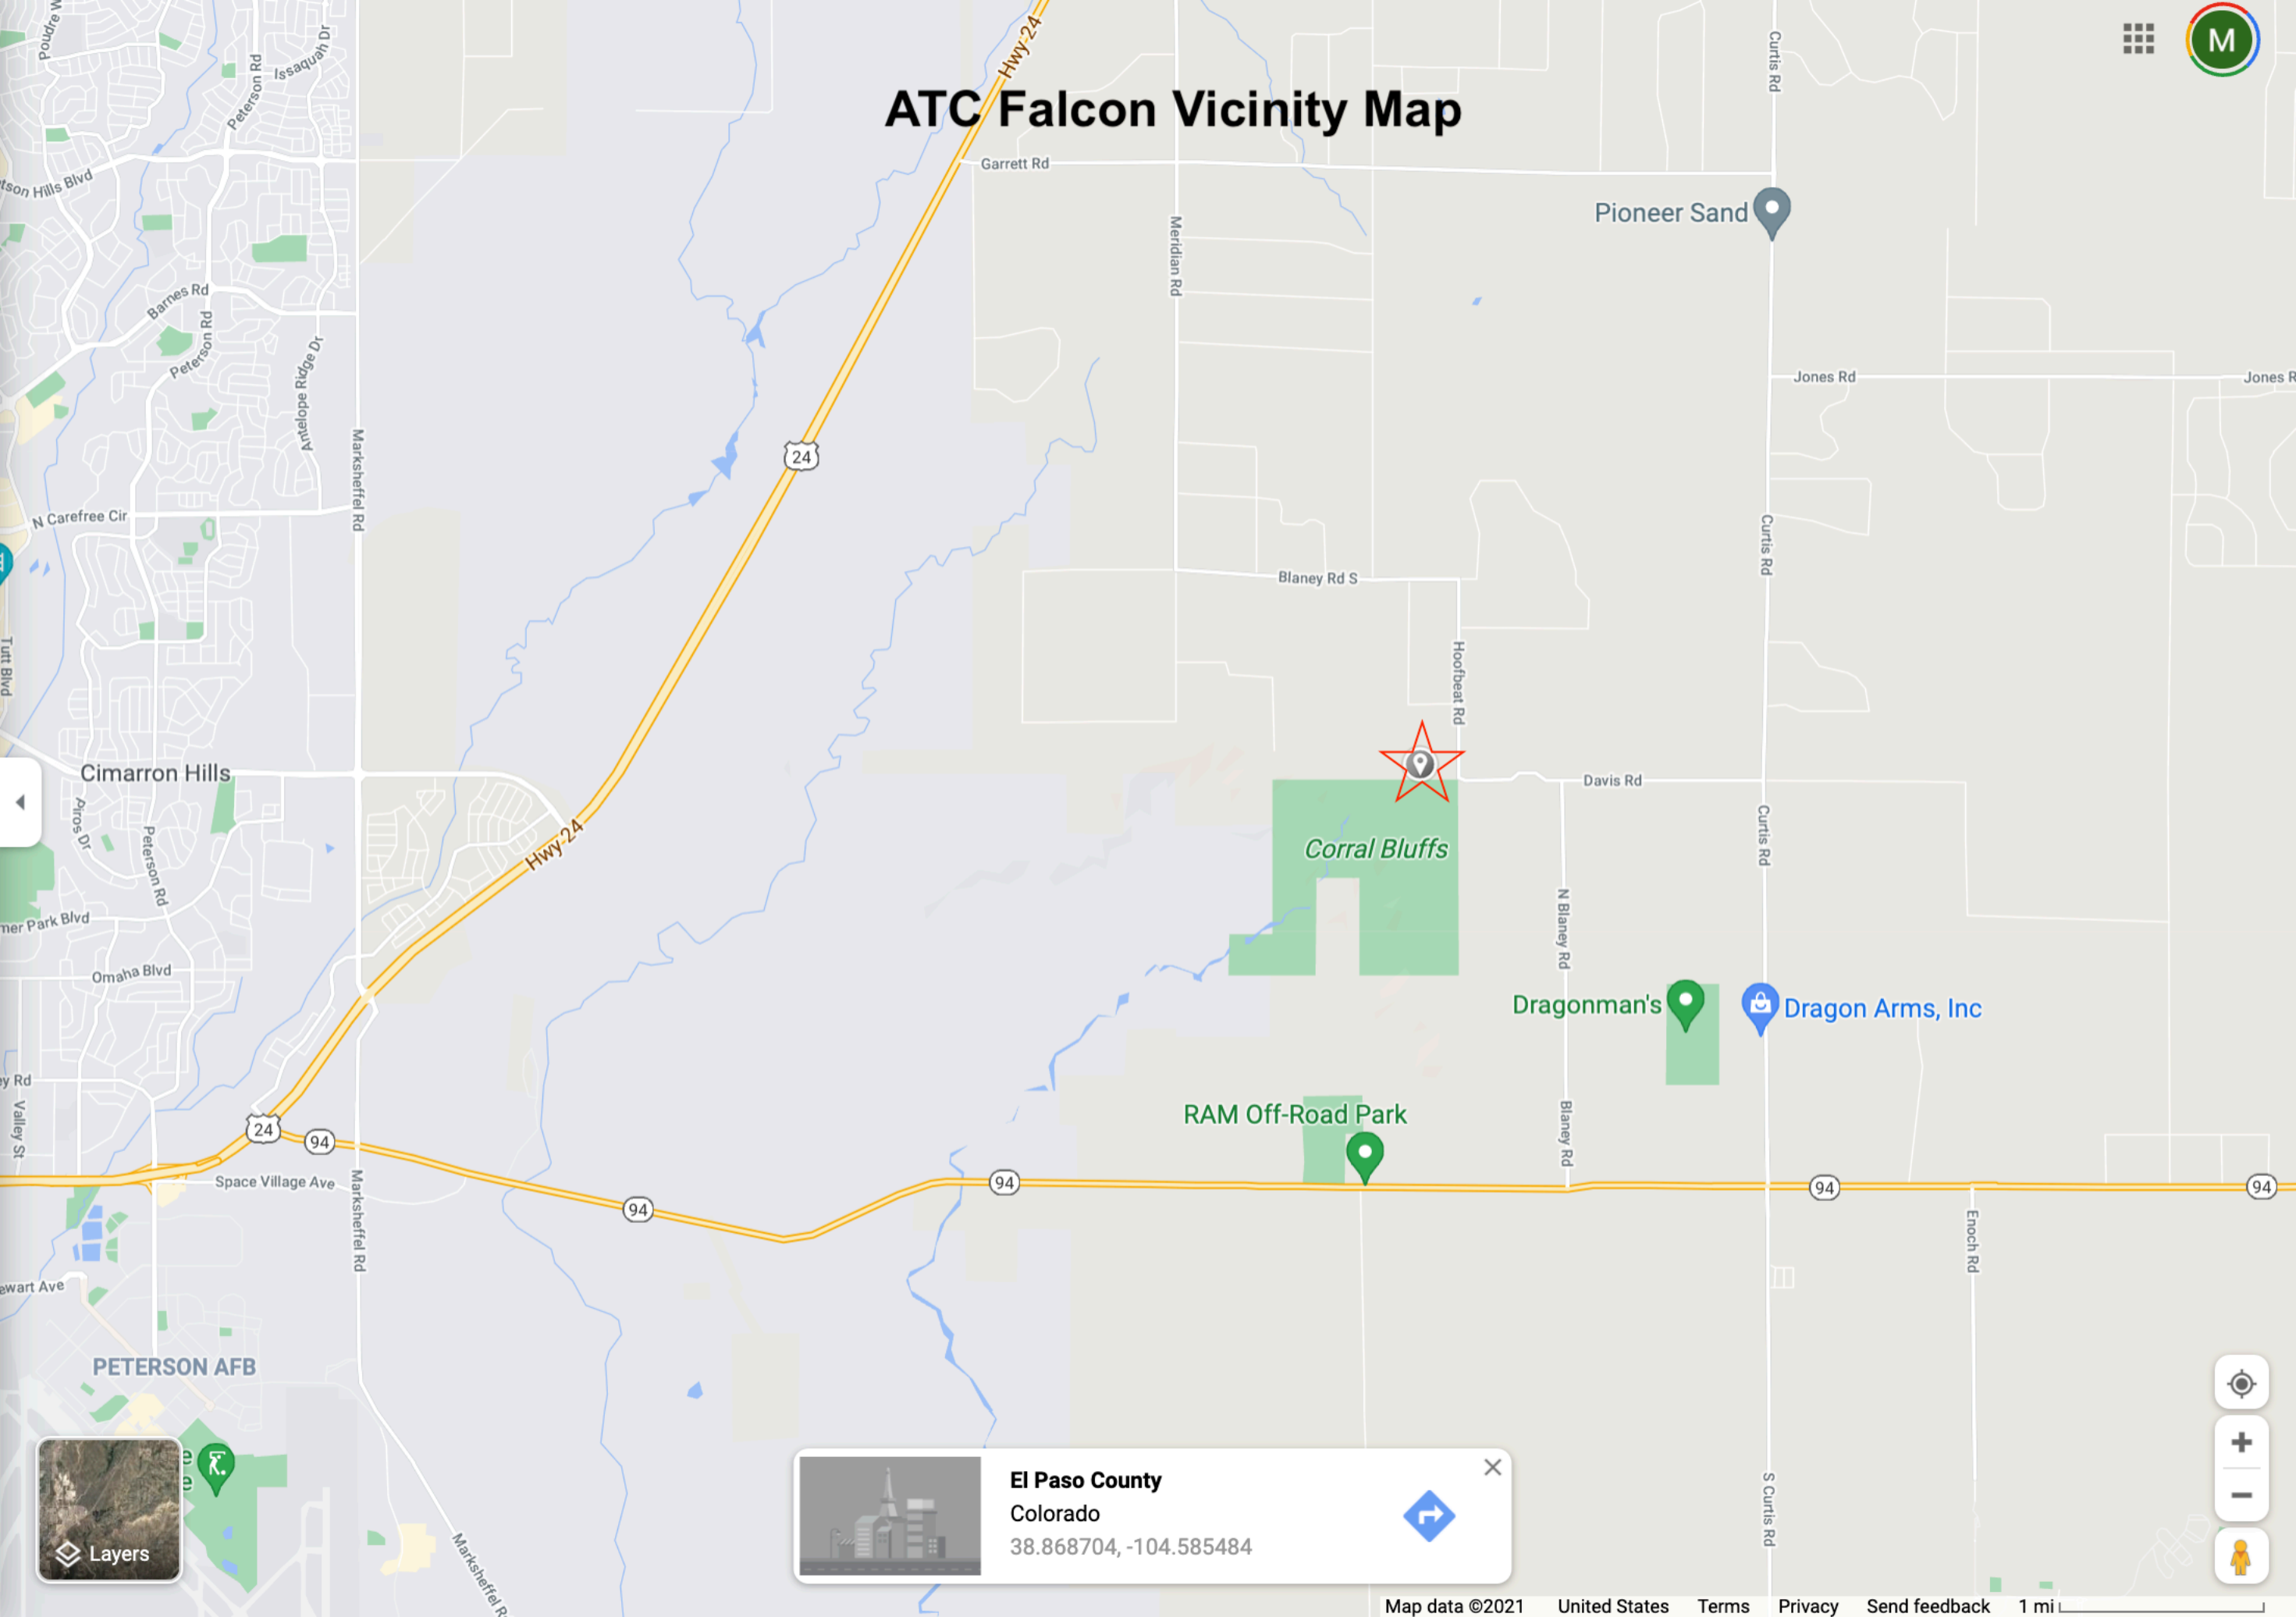 Poudre W
Peterson Rd
Issaquah Dr
Hwy 24
Curtis Rd
M
ATC Falcon Vicinity Map
Garrett Rd
tson Hills Blvd
Pioneer Sand
Meridian Rd
Barnes Rd
Peterson Rd
Antelope Ridge Dr
Jones Rd
Jones R
24
Marksheffel Rd
N Carefree Cir
Curtis Rd
Blaney Rd S
Tutt Blvd
Hoofbeat Rd
Cimarron Hills
Davis Rd
Piros Dr
Peterson Rd
Hwy 24
Corral Bluffs
Curtis Rd
mer Park Blvd
N Blaney Rd
Omaha Blvd
Dragonman's
Dragon Arms, Inc
ey Rd
Valley St
RAM Off-Road Park
Blaney Rd
24
94
Space Village Ave
94
94
94
94
Marksheffel Rd
Enoch Rd
ewart Ave
PETERSON AFB
e
e
Layers
Marksheffel R
El Paso County
Colorado
38.868704, -104.585484
S Curtis Rd
Map data ©2021 United States Terms Privacy Send feedback 1 mi